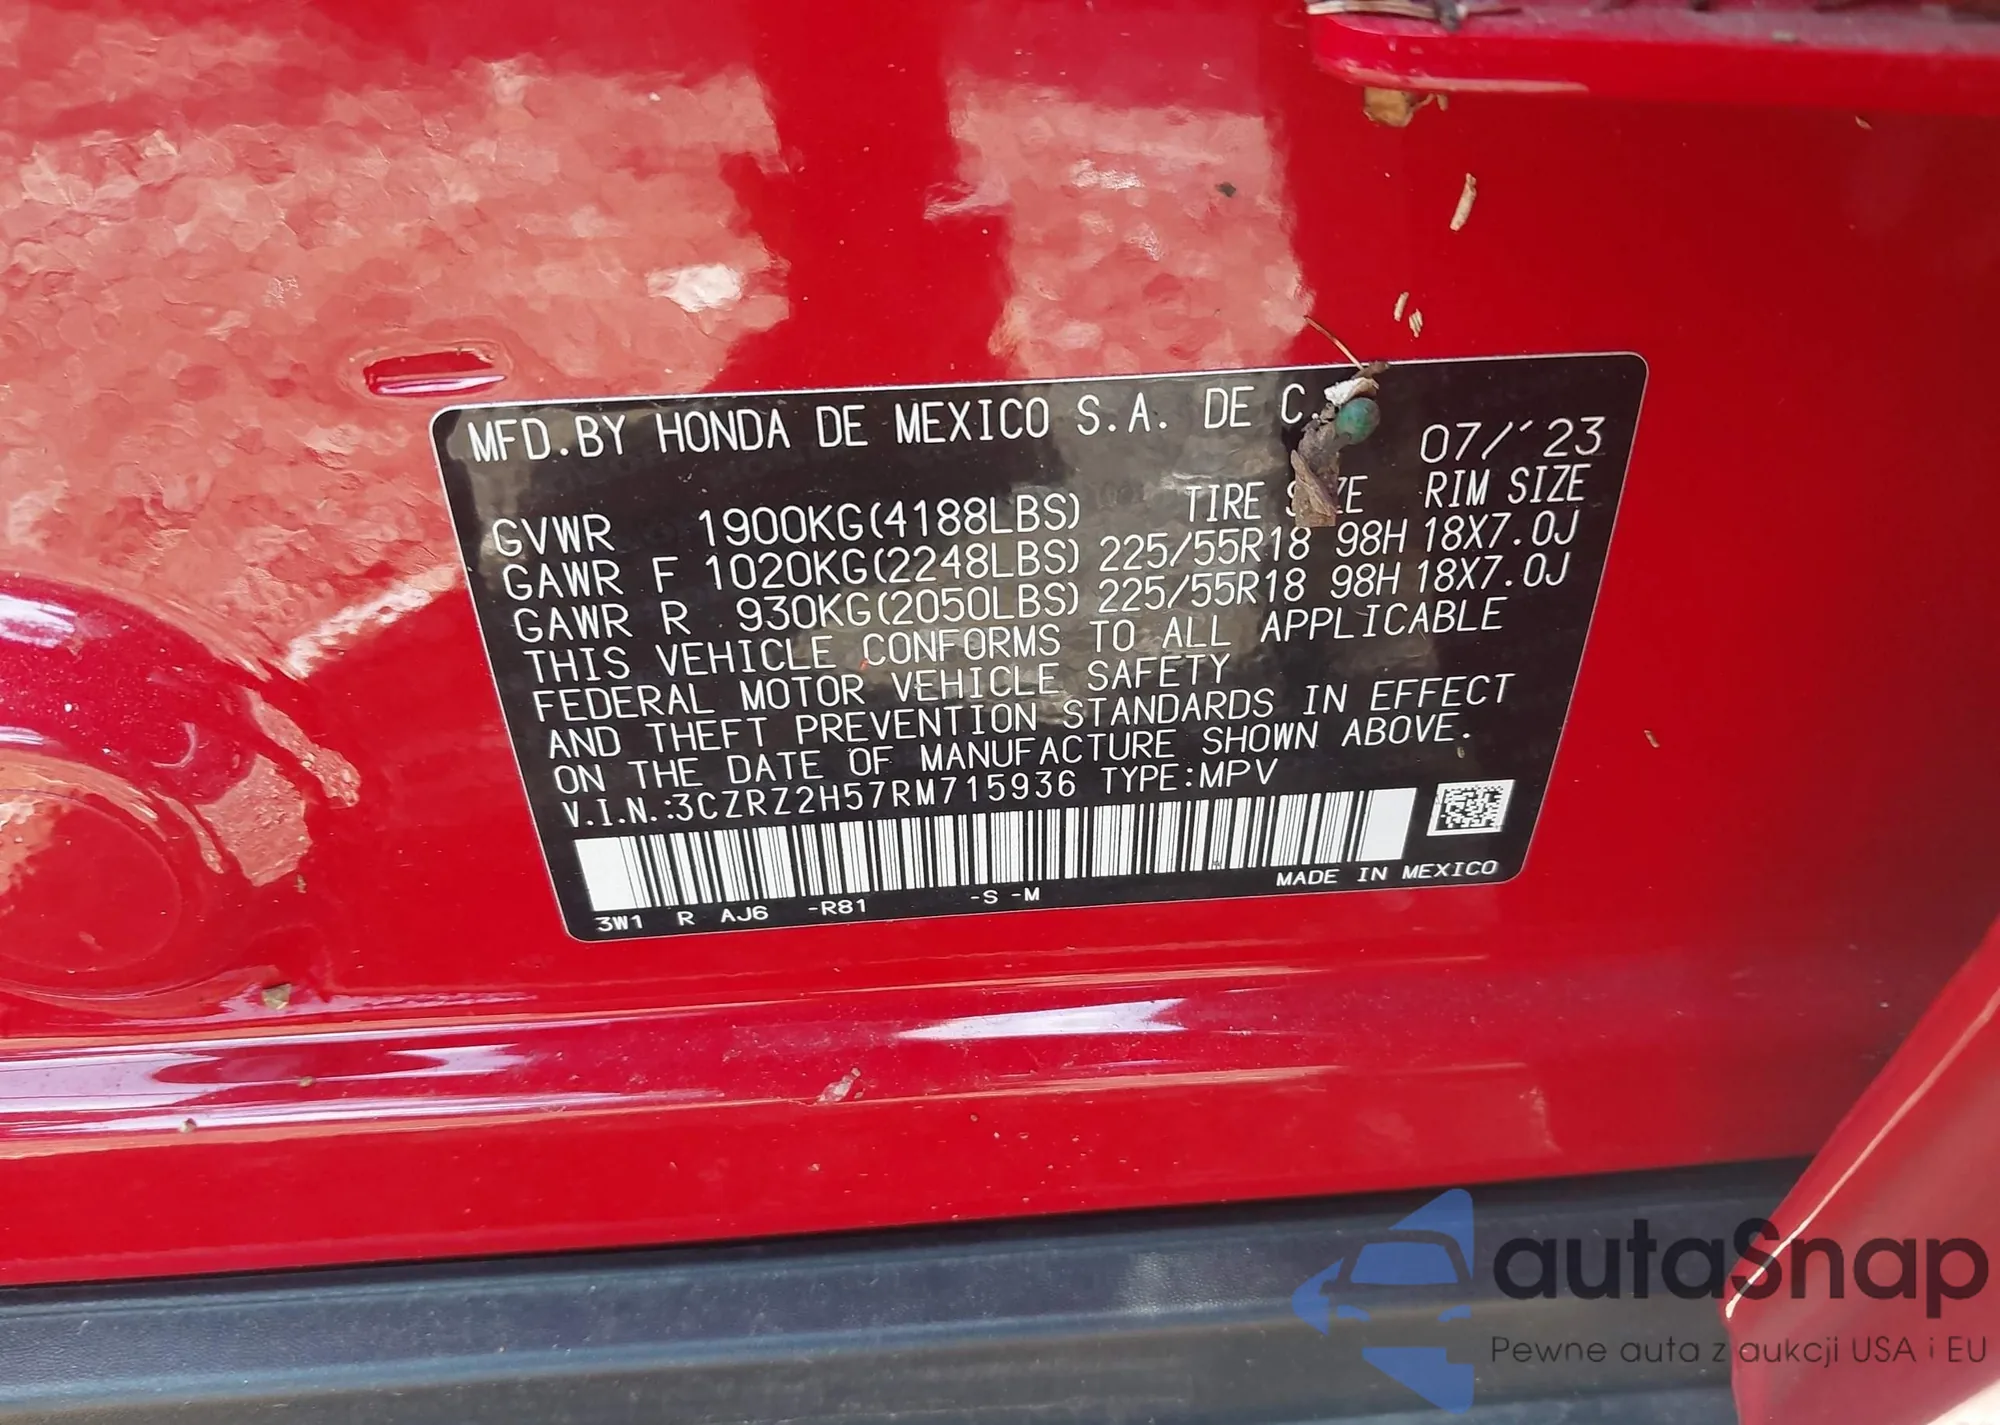 MFD.BY HONDA DE MEXICO S.A. DE C.
07/'23
TIRE RIM SIZE
GVWR 1900KG(4188LBS)
GAWR F 1020KG(2248LBS) 225/55R18 98H 18X7.0J
GAWR R 930KG(2050LBS) 225/55R18 98H 18X7.0J
THIS VEHICLE CONFORMS TO ALL APPLICABLE
FEDERAL MOTOR VEHICLE SAFETY
AND THEFT PREVENTION STANDARDS IN EFFECT
ON THE DATE OF MANUFACTURE SHOWN ABOVE.
V.I.N.:3CZRZ2H57RM715936 TYPE:MPV
MADE IN MEXICO
3W1 R AJ6 -R81 -S -M
autaSnap
Pewne auta z aukcji USA i EU